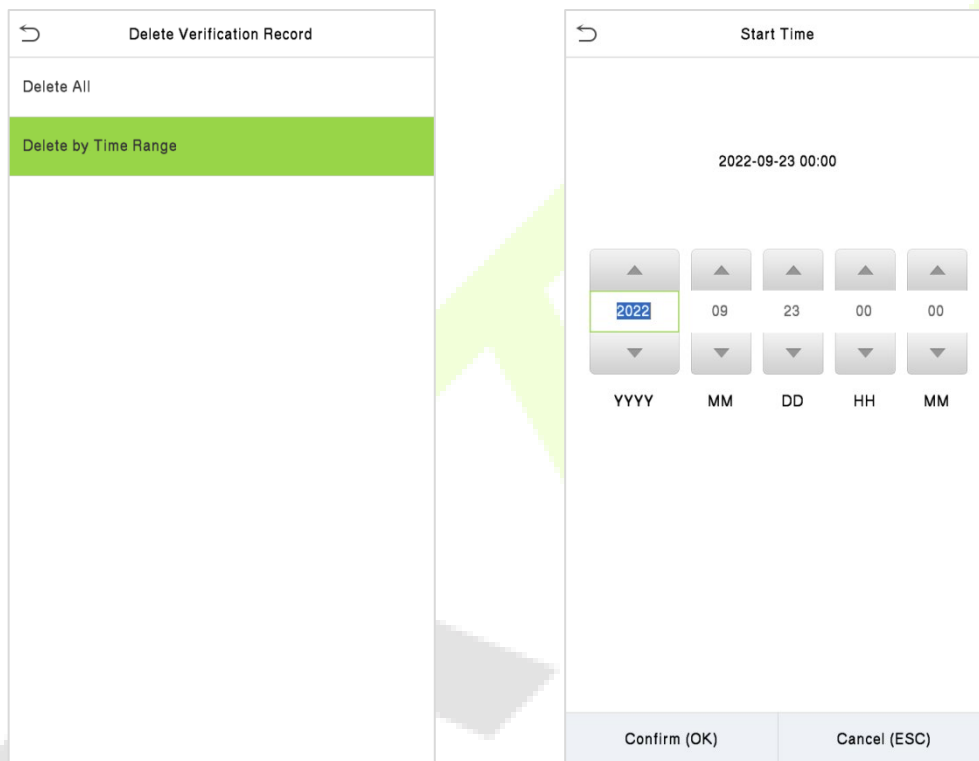 Delete Verification Record
Delete All
Delete by Time Range
Start Time
2022-09-23 00:00
2022 09 23 00 00
YYYY MM DD HH MM
Confirm (OK) Cancel (ESC)